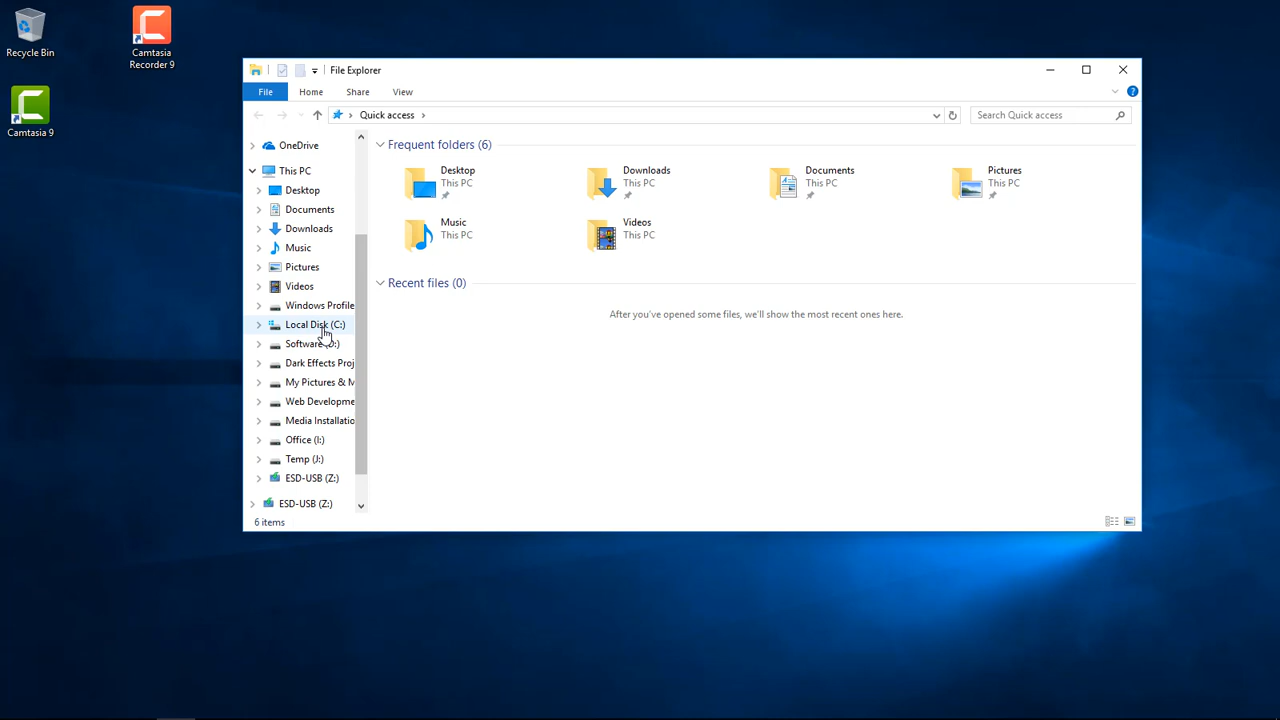 Recycle Bin
Camtasia
Recorder 9
Camtasia 9
File Explorer
File
Home
Share
View
Quick access
Search Quick access
OneDrive
This PC
Desktop
Documents
Downloads
Music
Pictures
Videos
Windows Profile
Local Disk (C:)
Software (D:)
Dark Effects Proj
My Pictures & M
Web Developme
Media Installatio
Office (I:)
Temp (J:)
ESD-USB (Z:)
ESD-USB (Z:)
6 items
Frequent folders (6)
Desktop
This PC
Downloads
This PC
Documents
This PC
Pictures
This PC
Music
This PC
Videos
This PC
Recent files (0)
After you've opened some files, we'll show the most recent ones here.